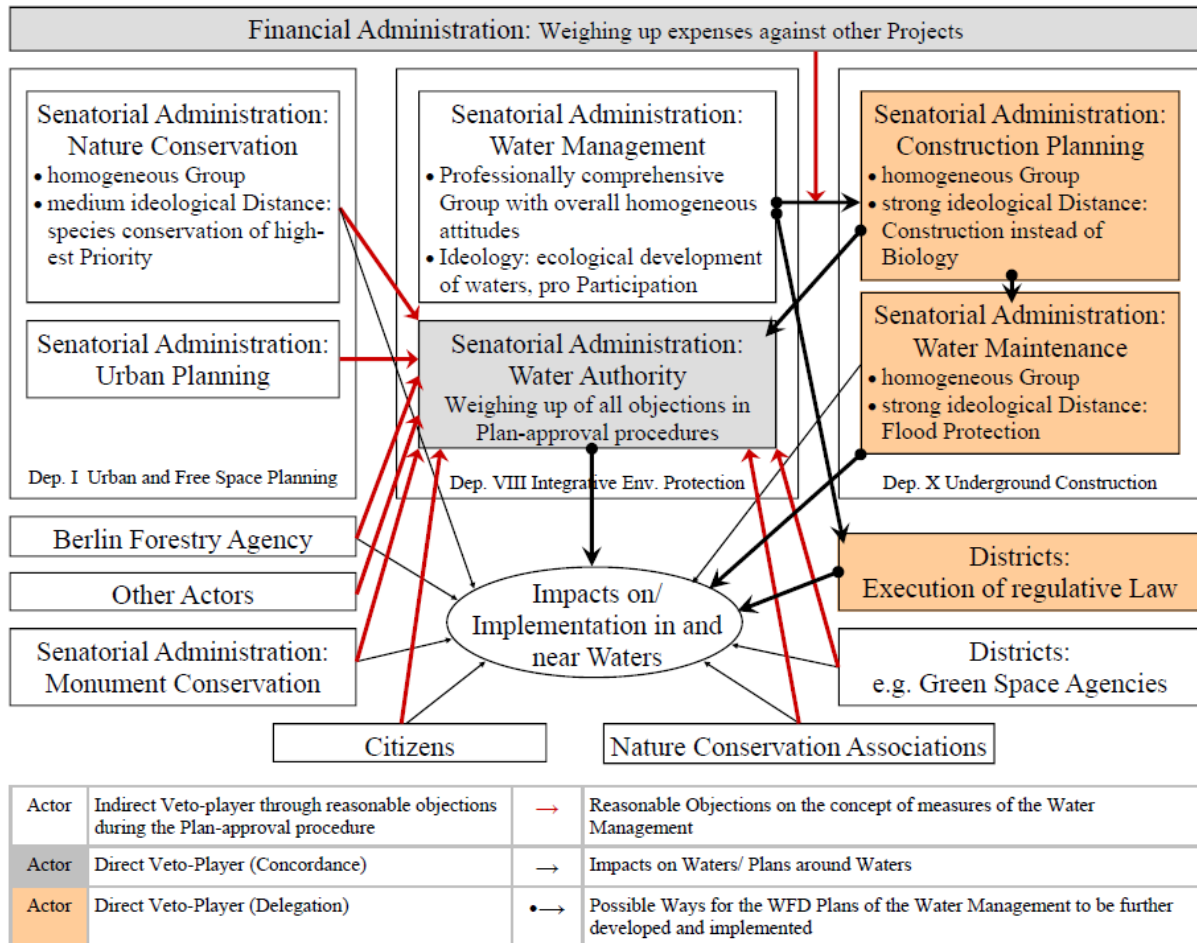 Financial Administration: Weighing up expenses against other Projects
Senatorial Administration:
Nature Conservation
• homogeneous Group
• medium ideological Distance:
species conservation of high-
est Priority
Senatorial Administration:
Urban Planning
Dep. I Urban and Free Space Planning
Senatorial Administration:
Water Management
• Professionally comprehensive
Group with overall homogeneous
attitudes
• Ideology: ecological development
of waters, pro Participation
Senatorial Administration:
Water Authority
Weighing up of all objections in
Plan-approval procedures
Dep. VIII Integrative Env. Protection
Senatorial Administration:
Construction Planning
• homogeneous Group
• strong ideological Distance:
Construction instead of
Biology
Senatorial Administration:
Water Maintenance
• homogeneous Group
• strong ideological Distance:
Flood Protection
Dep. X Underground Construction
Berlin Forestry Agency
Other Actors
Senatorial Administration:
Monument Conservation
Impacts on/
Implementation in and
near Waters
Districts:
Execution of regulative Law
Districts:
e.g. Green Space Agencies
Citizens
Nature Conservation Associations
Actor
Indirect Veto-player through reasonable objections
during the Plan-approval procedure
→
Reasonable Objections on the concept of measures of the Water
Management
Actor
Direct Veto-Player (Concordance)
→
Impacts on Waters/ Plans around Waters
Actor
Direct Veto-Player (Delegation)
•→
Possible Ways for the WFD Plans of the Water Management to be further
developed and implemented